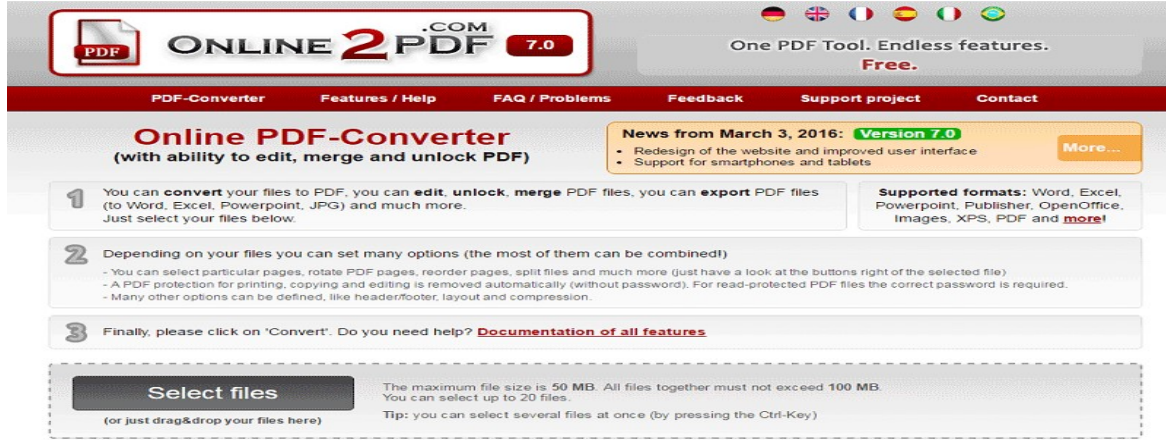 PDF
ONLINE2PDF.COM
7.0
One PDF Tool. Endless features.
Free.
PDF-Converter Features / Help FAQ / Problems Feedback Support project Contact
Online PDF-Converter
(with ability to edit, merge and unlock PDF)
News from March 3, 2016: Version 7.0
• Redesign of the website and improved user interface
• Support for smartphones and tablets
More...
1
You can convert your files to PDF, you can edit, unlock, merge PDF files, you can export PDF files
(to Word, Excel, Powerpoint, JPG) and much more.
Just select your files below.
Supported formats: Word, Excel,
Powerpoint, Publisher, OpenOffice,
Images, XPS, PDF and more!
2
Depending on your files you can set many options (the most of them can be combined!)
- You can select particular pages, rotate PDF pages, reorder pages, split files and much more (just have a look at the buttons right of the selected file)
- A PDF protection for printing, copying and editing is removed automatically (without password). For read-protected PDF files the correct password is required.
- Many other options can be defined, like header/footer, layout and compression.
3
Finally, please click on 'Convert'. Do you need help? Documentation of all features
Select files
(or just drag&drop your files here)
The maximum file size is 50 MB. All files together must not exceed 100 MB.
You can select up to 20 files.
Tip: you can select several files at once (by pressing the Ctrl-Key)